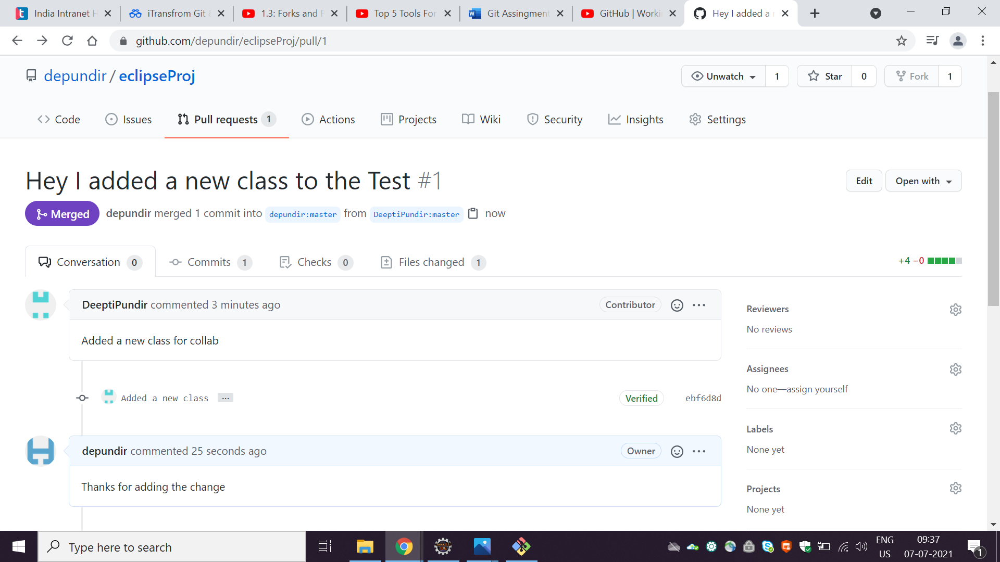 India Intranet H
iTransfrom Git &
1.3: Forks and P
Top 5 Tools For
Git Assingment
GitHub | Worki
Hey I added a n
github.com/depundir/eclipseProj/pull/1
depundir / eclipseProj
Unwatch 1
Star 0
Fork 1
Code
Issues
Pull requests 1
Actions
Projects
Wiki
Security
Insights
Settings
Hey I added a new class to the Test #1
Edit
Open with
Merged
depundir merged 1 commit into depundir:master from DeeptiPundir:master now
Conversation 0
Commits 1
Checks 0
Files changed 1
+4 −0
DeeptiPundir commented 3 minutes ago
Contributor
Added a new class for collab
Added a new class ...
Verified
ebf6d8d
depundir commented 25 seconds ago
Owner
Thanks for adding the change
Reviewers
No reviews
Assignees
No one—assign yourself
Labels
None yet
Projects
None yet
Type here to search
ENG
US
09:37
07-07-2021
1